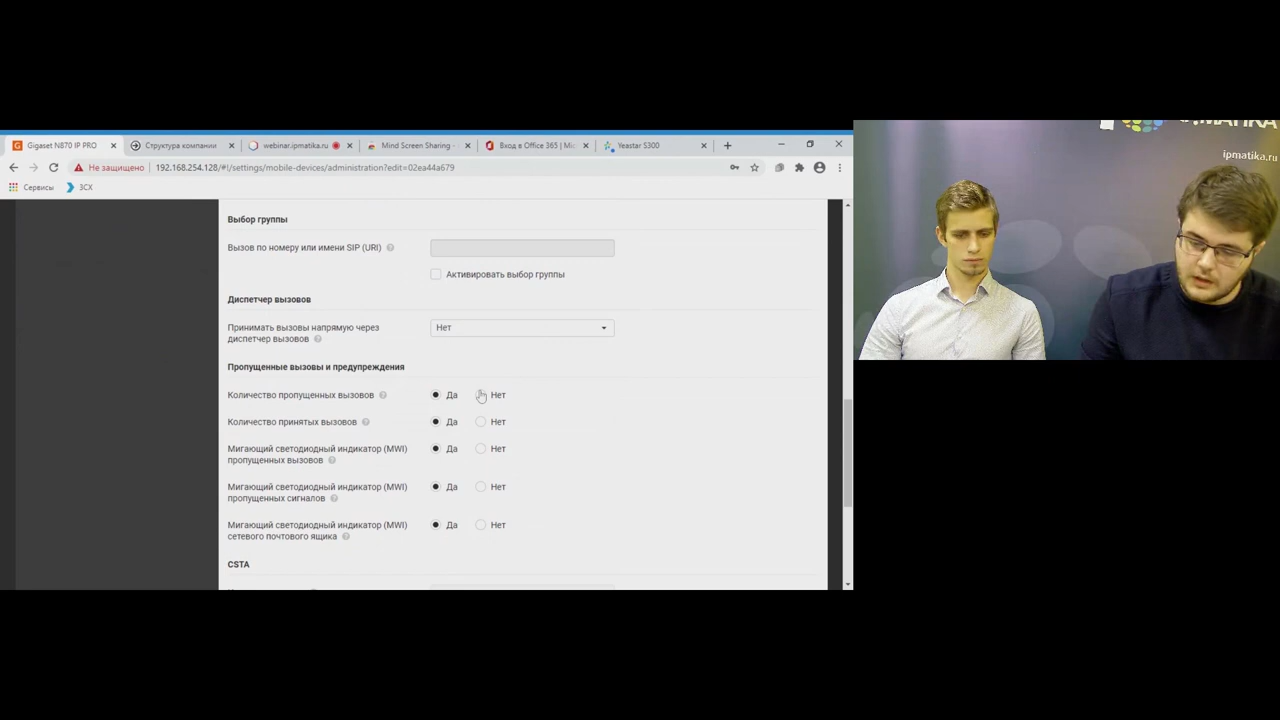 Gigaset N870 IP PRO
Структура компании
webinar.ipmatika.ru
Mind Screen Sharing -
Вход в Office 365 | Mic
Yeastar S300
Не защищено
192.168.254.128/#!/settings/mobile-devices/administration?edit=02ea44a679
Сервисы
3CX
Выбор группы
Вызов по номеру или имени SIP (URI)
Активировать выбор группы
Диспетчер вызовов
Принимать вызовы напрямую через
диспетчер вызовов
Нет
Пропущенные вызовы и предупреждения
Количество пропущенных вызовов
Да
Нет
Количество принятых вызовов
Да
Нет
Мигающий светодиодный индикатор (MWI)
пропущенных вызовов
Да
Нет
Мигающий светодиодный индикатор (MWI)
пропущенных сигналов
Да
Нет
Мигающий светодиодный индикатор (MWI)
сетевого почтового ящика
Да
Нет
CSTA
ipmatika.ru